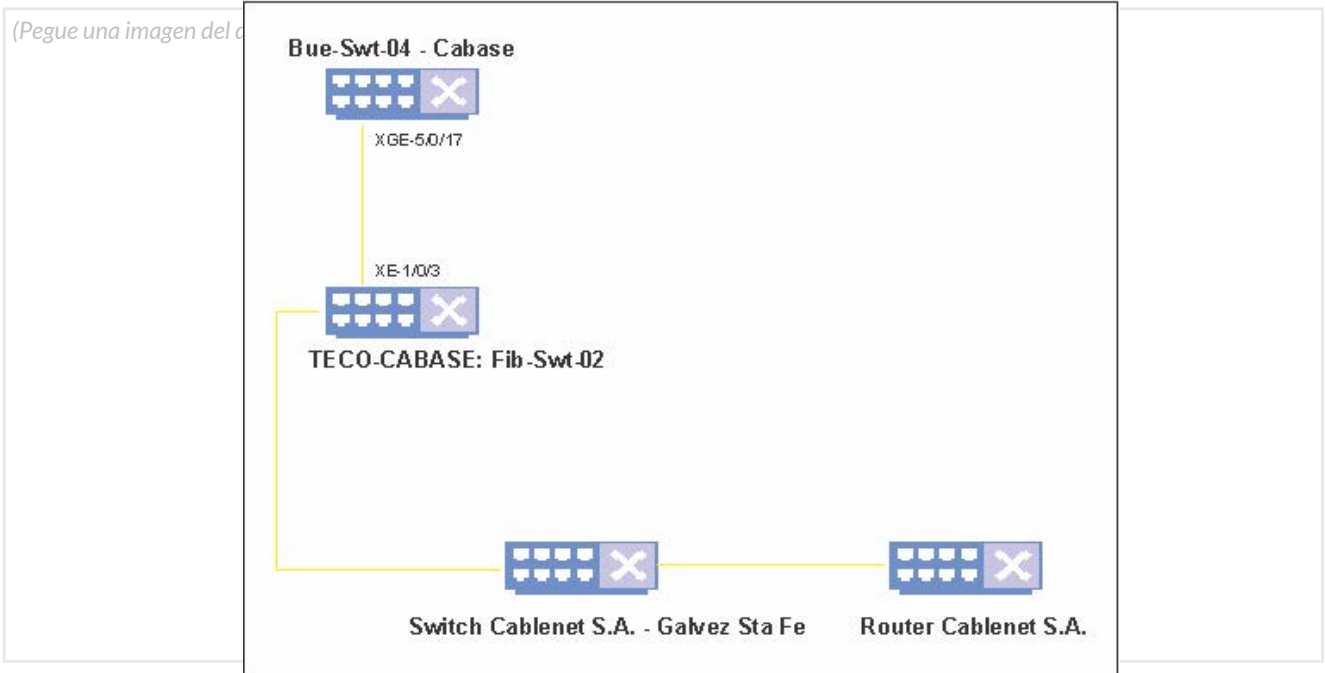 (Pegue una imagen del
Bue-Swt-04 - Cabase
XGE-5/0/17
XE-1/0/3
TECO-CABASE: Fib-Swt-02
Switch Cablenet S.A. - Galvez Sta Fe
Router Cablenet S.A.